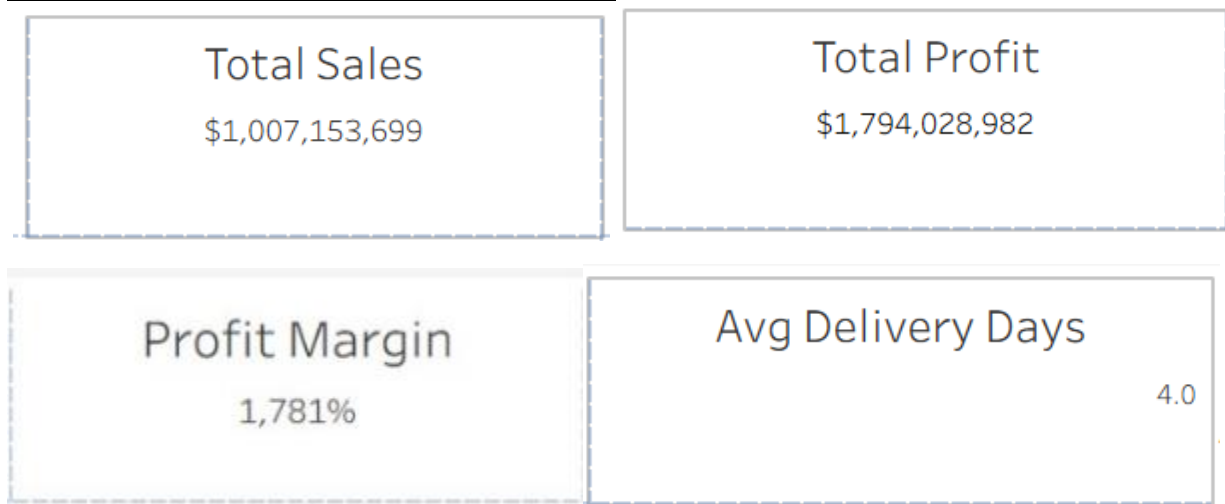 Total Sales
$1,007,153,699
Total Profit
$1,794,028,982
Profit Margin
1,781%
Avg Delivery Days
4.0